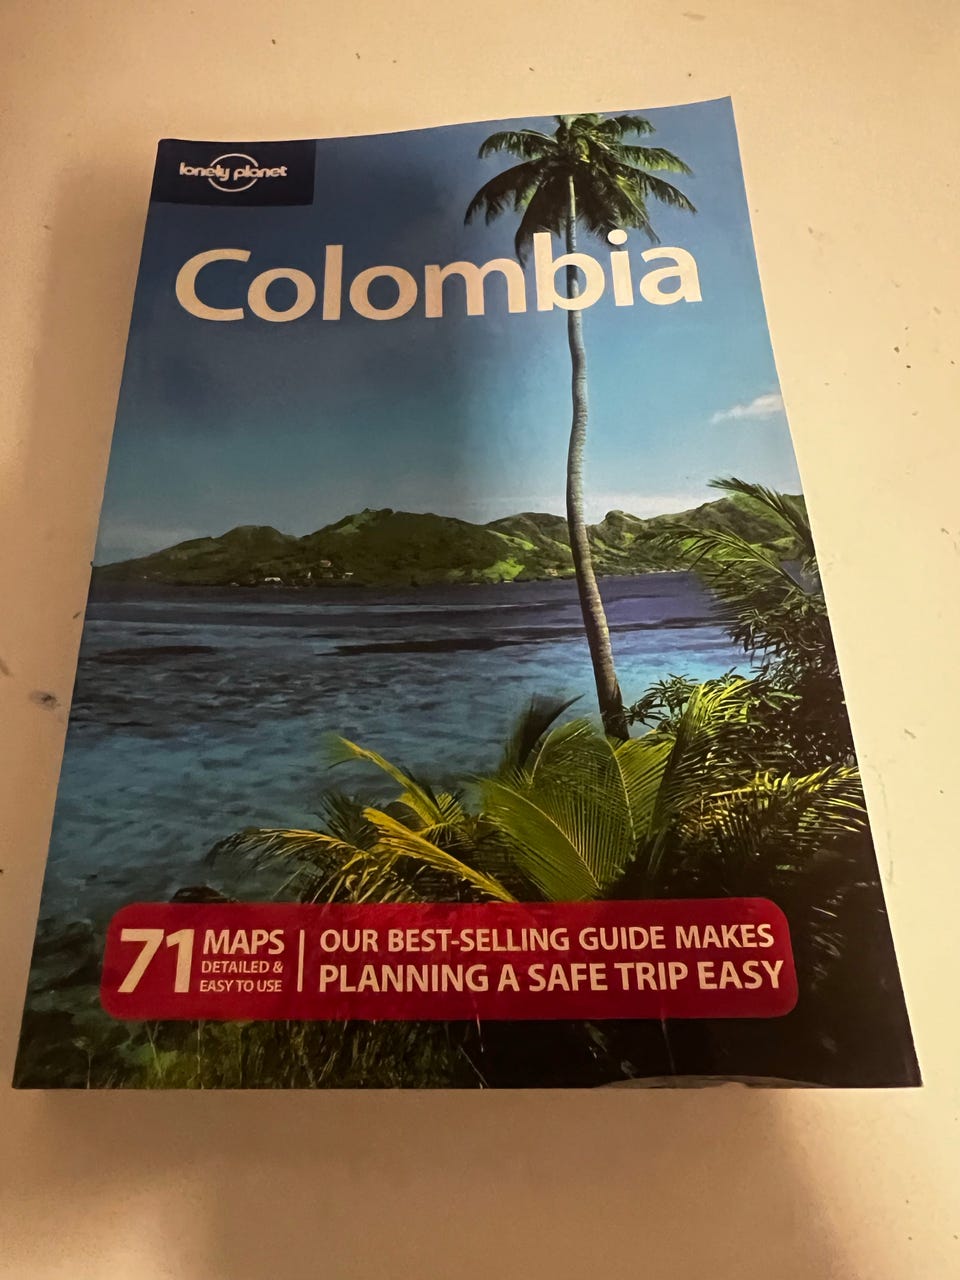 lonely planet
Colombia
71
MAPS
DETAILED &
EASY TO USE
OUR BEST-SELLING GUIDE MAKES
PLANNING A SAFE TRIP EASY